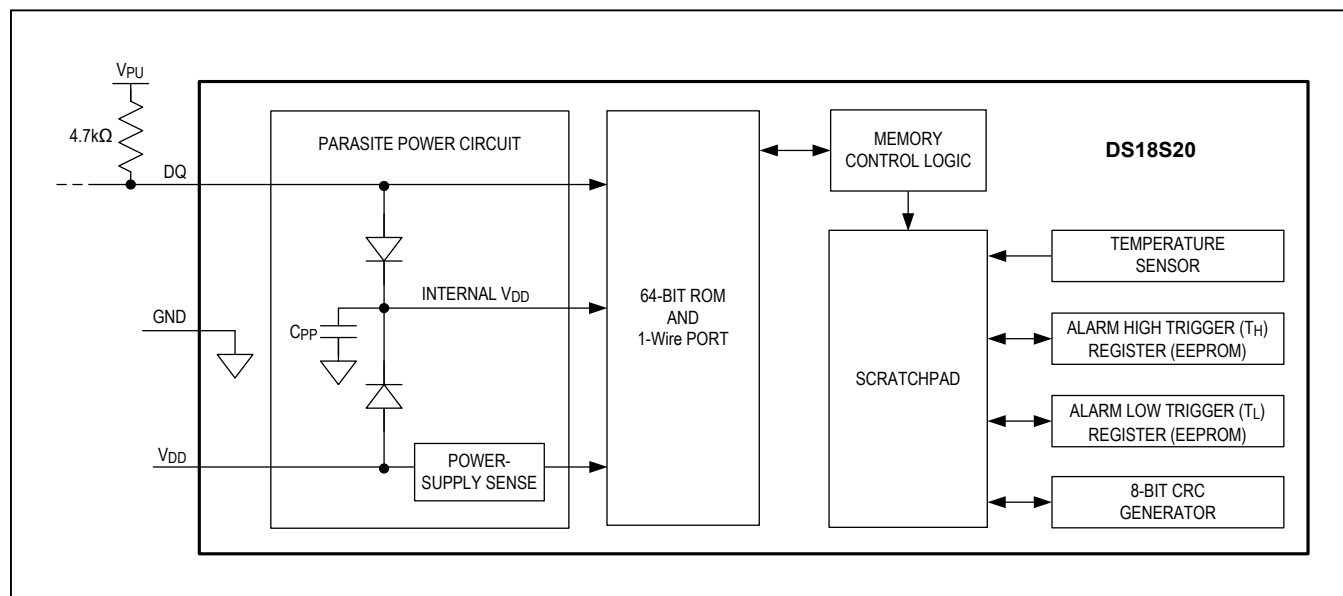 VPU
4.7kΩ
DQ
GND
VDD
PARASITE POWER CIRCUIT
INTERNAL VDD
CPP
POWER-
SUPPLY SENSE
64-BIT ROM
AND
1-Wire PORT
MEMORY
CONTROL LOGIC
SCRATCHPAD
DS18S20
TEMPERATURE
SENSOR
ALARM HIGH TRIGGER (TH)
REGISTER (EEPROM)
ALARM LOW TRIGGER (TL)
REGISTER (EEPROM)
8-BIT CRC
GENERATOR